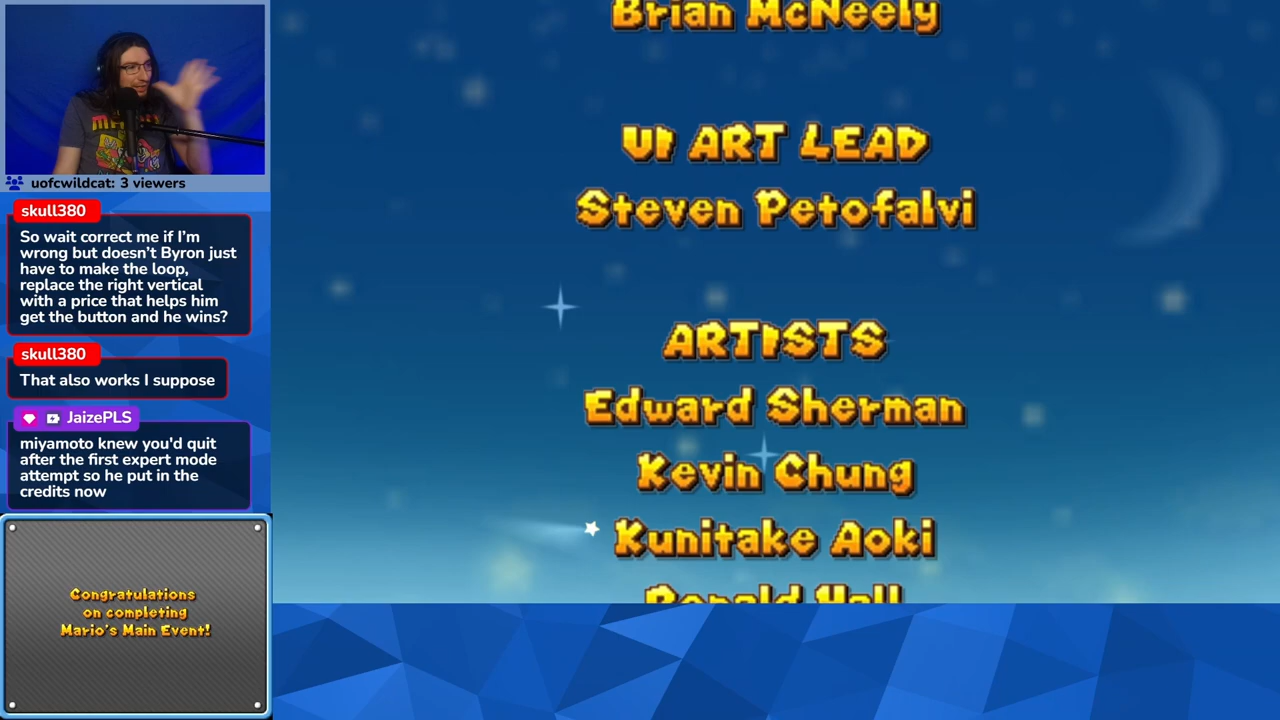 Brian McNeely
UI ART LEAD
Steven Petofalvi
ARTISTS
Edward Sherman
Kevin Chung
Kunitake Aoki
uofcwildcat: 3 viewers
skull380
So wait correct me if I'm
wrong but doesn't Byron just
have to make the loop,
replace the right vertical
with a price that helps him
get the button and he wins?
skull380
That also works I suppose
JaizePLS
miyamoto knew you'd quit
after the first expert mode
attempt so he put in the
credits now
Congratulations
on completing
Mario's Main Event!